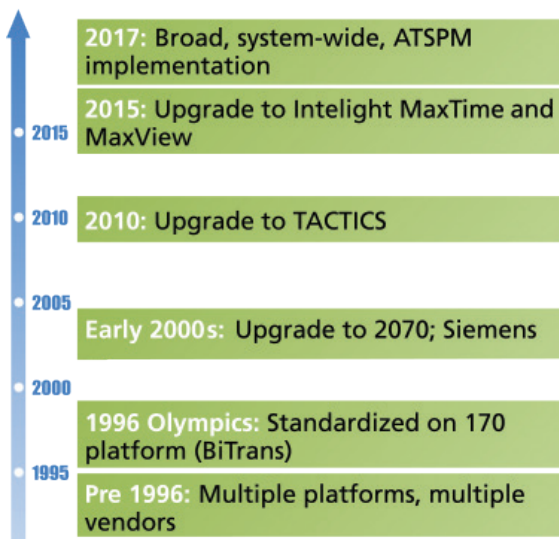 2017: Broad, system-wide, ATSPM
implementation
2015: Upgrade to Intelight MaxTime and
MaxView
2015
2010
2010: Upgrade to TACTICS
2005
Early 2000s: Upgrade to 2070; Siemens
2000
1996 Olympics: Standardized on 170
platform (BiTrans)
1995
Pre 1996: Multiple platforms, multiple
vendors